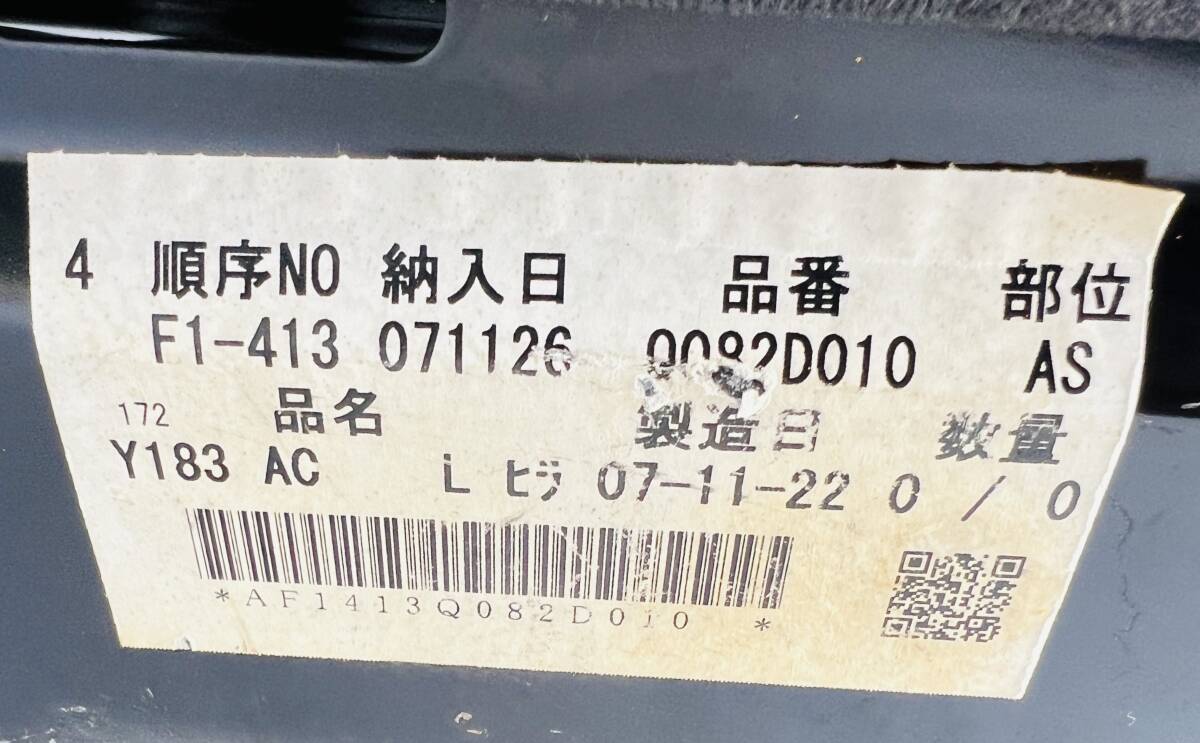 4 順序NO 納入日 品番 部位
F1-413 071126 Q082D010 AS
172 品名 製造日 数量
Y183 AC L ヒラ 07-11-22 0 / 0
*AF1413Q082D010 *